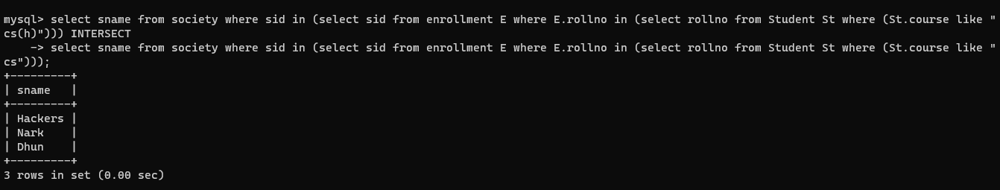 mysql> select sname from society where sid in (select sid from enrollment E where E.rollno in (select rollno from Student St where (St.course like "
cs(h)"))) INTERSECT
    -> select sname from society where sid in (select sid from enrollment E where E.rollno in (select rollno from Student St where (St.course like "
cs")));
+---------+
| sname   |
+---------+
| Hackers |
| Nark    |
| Dhun    |
+---------+
3 rows in set (0.00 sec)